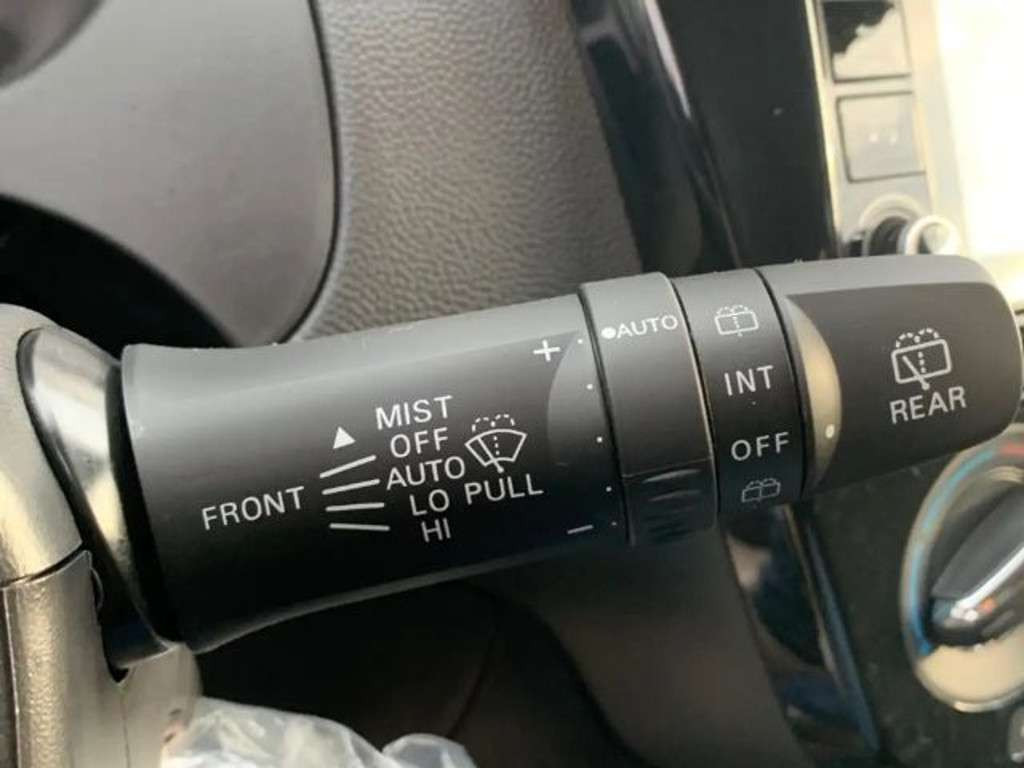 FRONT
MIST
OFF
AUTO
LO PULL
HI
+
−
●AUTO
INT
OFF
REAR